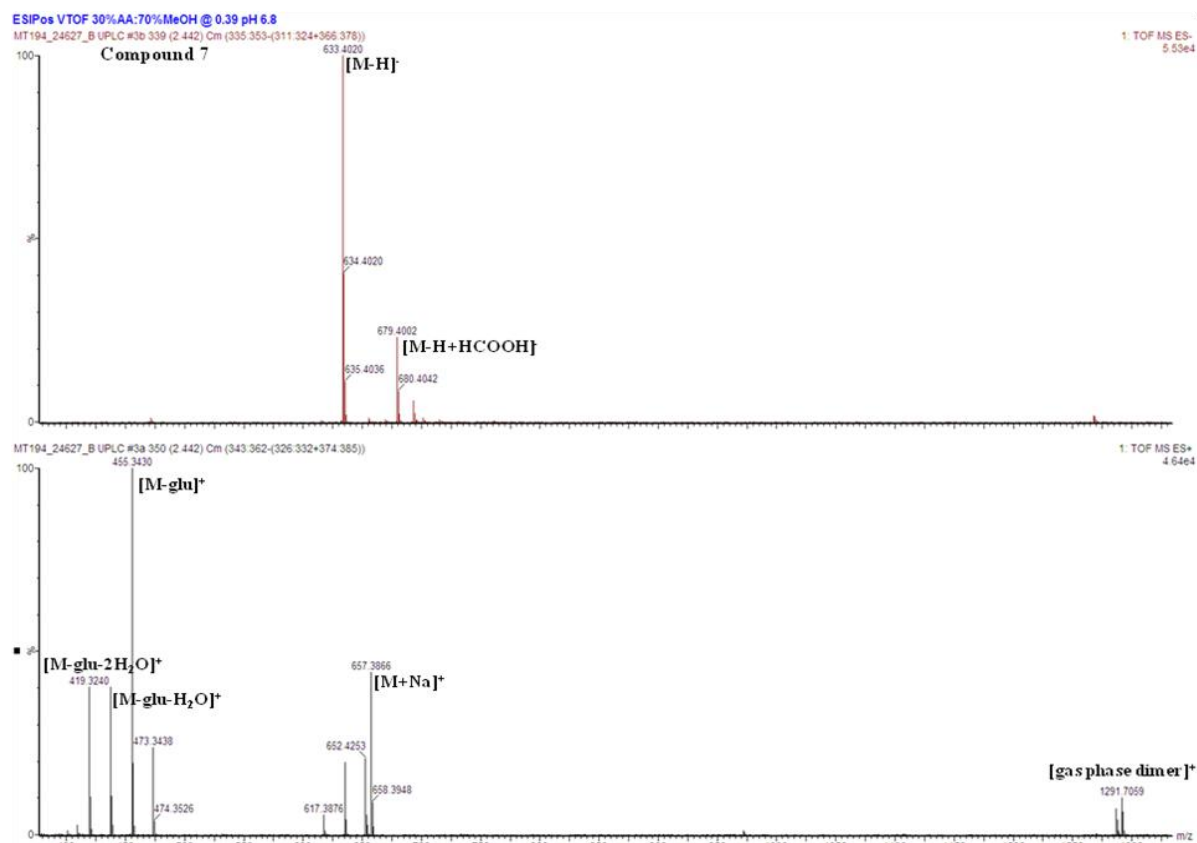 ESIPos VTOF 30%AA:70%MeOH @ 0.39 pH 6.8
MT194_24627_B UPLC #3b 339 (2.442) Cm (335:353-(311:324+366:378))
1: TOF MS ES-
5.53e4
Compound 7
100
633.4020
[M-H]-
%
634.4020
679.4002
[M-H+HCOOH]-
635.4036
680.4042
0
MT194_24627_B UPLC #3a 350 (2.442) Cm (343:362-(326:332+374:385))
1: TOF MS ES+
4.64e4
100
455.3430
[M-glu]+
%
[M-glu-2H2O]+
419.3240
[M-glu-H2O]+
657.3866
[M+Na]+
473.3438
652.4253
[gas phase dimer]+
1291.7059
658.3948
617.3876
474.3526
0
m/z